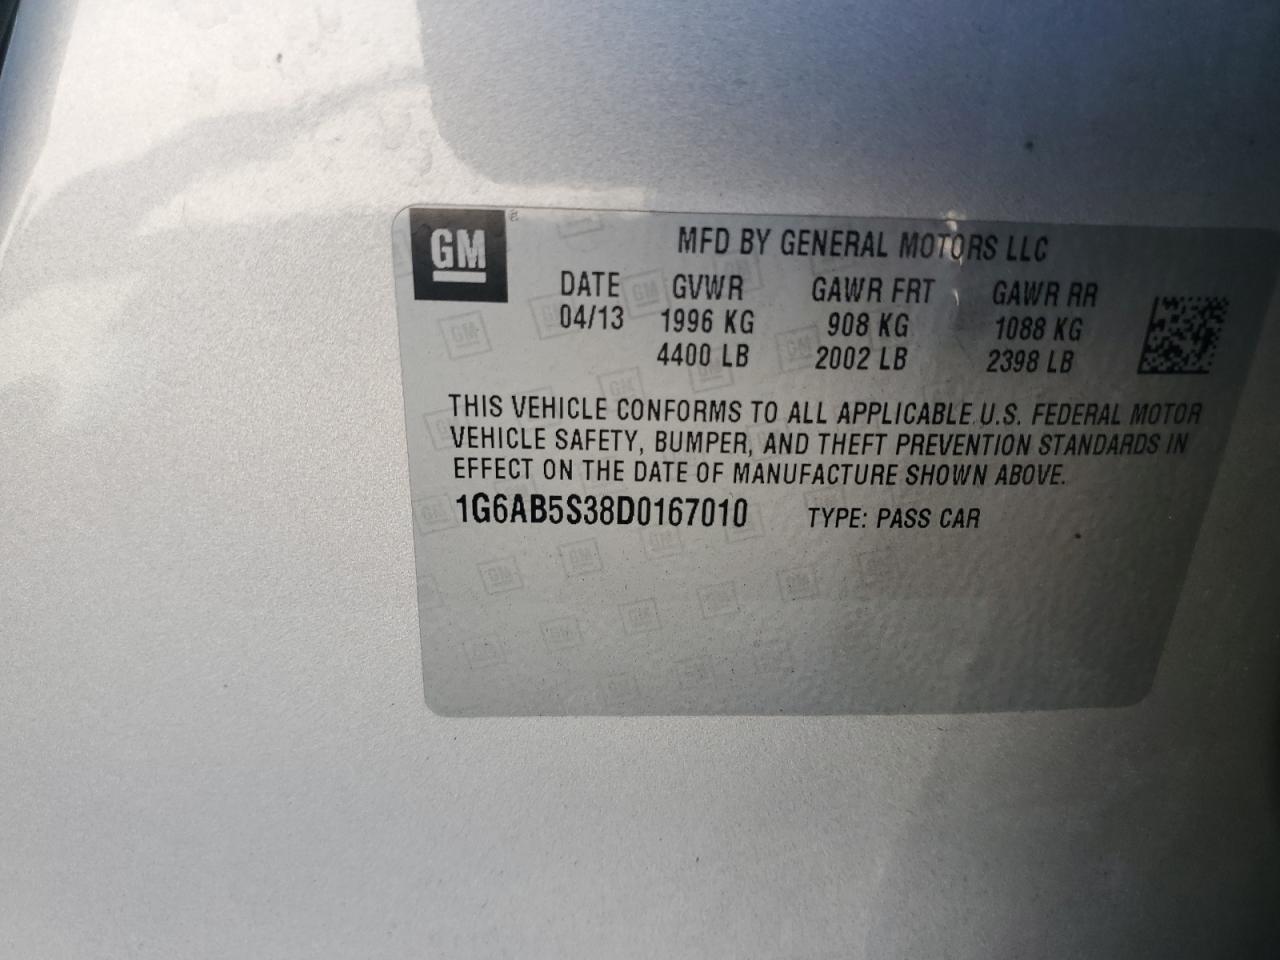 GM
MFD BY GENERAL MOTORS LLC
DATE GVWR GAWR FRT GAWR RR
04/13 1996 KG 908 KG 1088 KG
4400 LB 2002 LB 2398 LB
THIS VEHICLE CONFORMS TO ALL APPLICABLE U.S. FEDERAL MOTOR
VEHICLE SAFETY, BUMPER, AND THEFT PREVENTION STANDARDS IN
EFFECT ON THE DATE OF MANUFACTURE SHOWN ABOVE.
1G6AB5S38D0167010 TYPE: PASS CAR